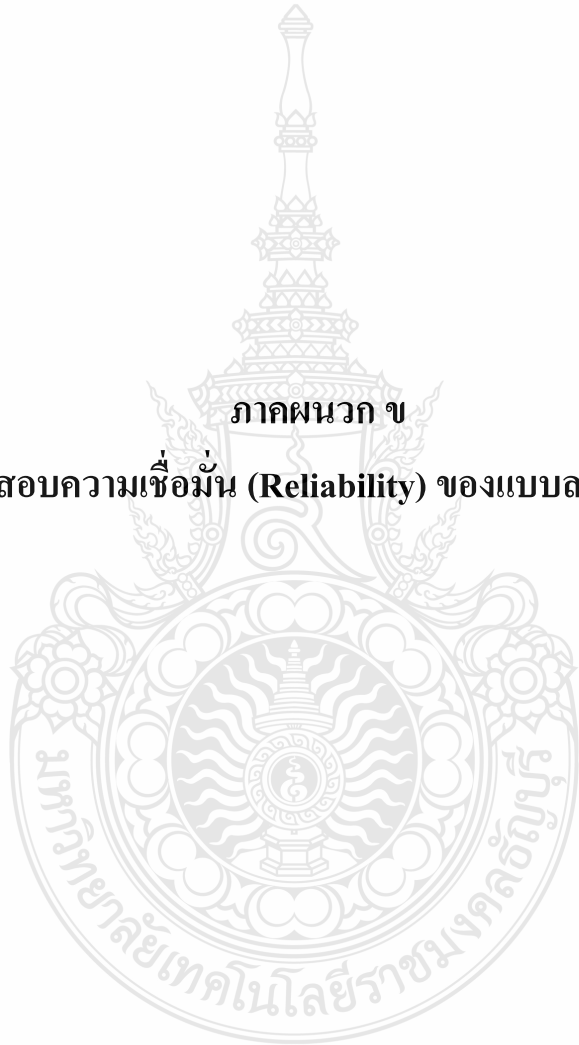 ภาคผนวก ข
สอบความเชื่อมั่น (Reliability) ของแบบส
มหาวิทยาลัยเทคโนโลยีราชมงคลธัญบุรี